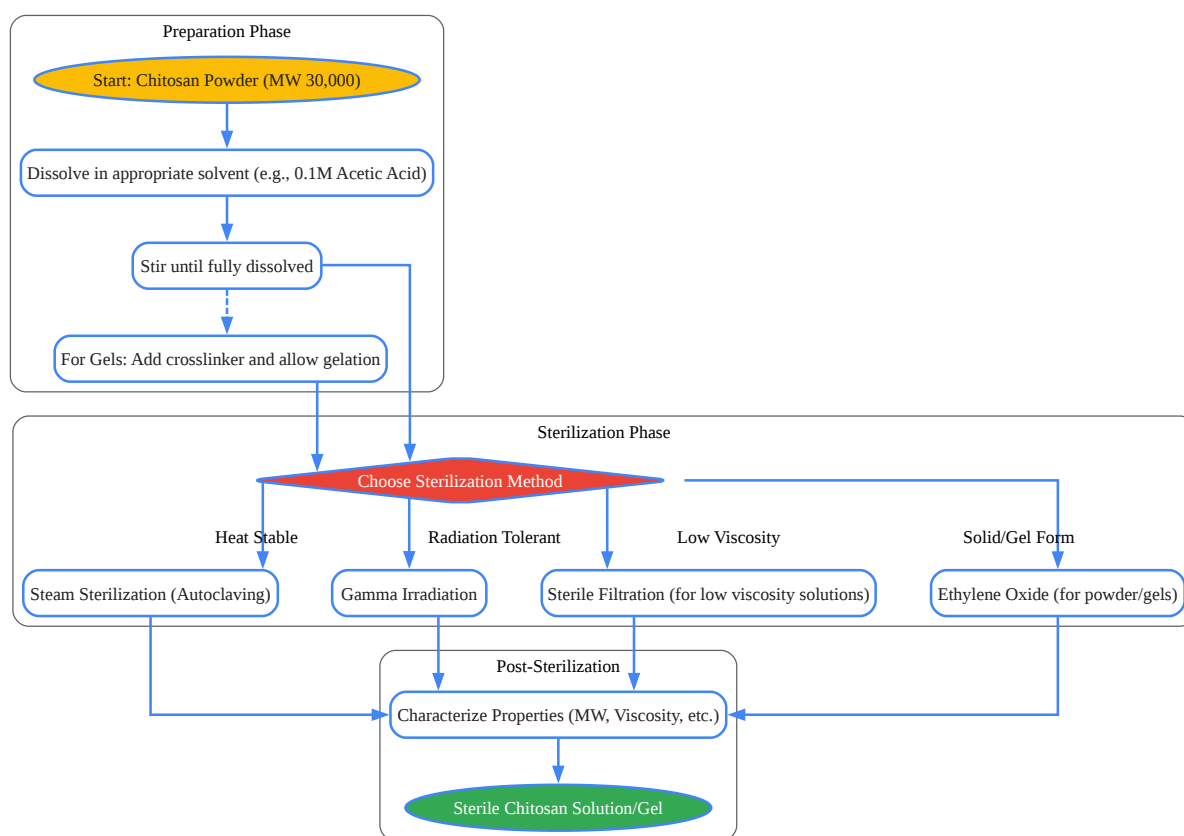 Preparation Phase
Start: Chitosan Powder (MW 30,000)
Dissolve in appropriate solvent (e.g., 0.1M Acetic Acid)
Stir until fully dissolved
For Gels: Add crosslinker and allow gelation
Sterilization Phase
Choose Sterilization Method
Heat Stable
Radiation Tolerant
Low Viscosity
Solid/Gel Form
Steam Sterilization (Autoclaving)
Gamma Irradiation
Sterile Filtration (for low viscosity solutions)
Ethylene Oxide (for powder/gels)
Post-Sterilization
Characterize Properties (MW, Viscosity, etc.)
Sterile Chitosan Solution/Gel